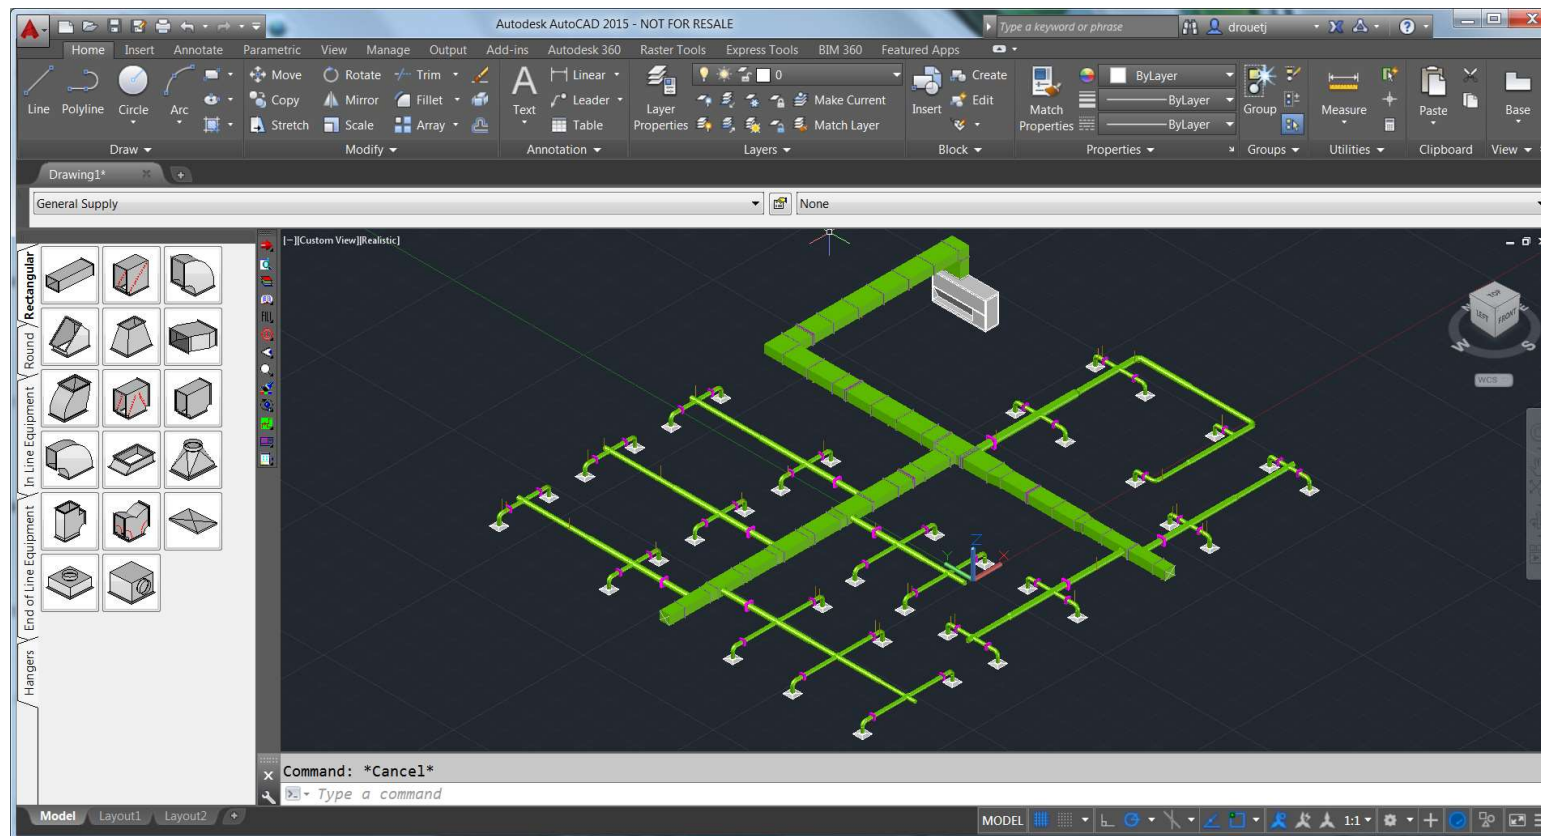 Autodesk AutoCAD 2015 - NOT FOR RESALE
Type a keyword or phrase
drouetj
Home Insert Annotate Parametric View Manage Output Add-ins Autodesk 360 Raster Tools Express Tools BIM 360 Featured Apps
Move Rotate Trim Linear 0 Create ByLayer
Copy Mirror Fillet Leader Make Current Edit ByLayer
Line Polyline Circle Arc Text Layer Properties Insert Match Properties Group Measure Paste Base
Stretch Scale Array Table Match Layer ByLayer
Draw Modify Annotation Layers Block Properties Groups Utilities Clipboard View
Drawing1*
General Supply None
[−][Custom View][Realistic]
Rectangular
Round
In Line Equipment
End of Line Equipment
Hangers
FILL
TOP
LEFT FRONT
W S
WCS
Z
Y X
Command: *Cancel*
Type a command
Model Layout1 Layout2 +
MODEL 1:1